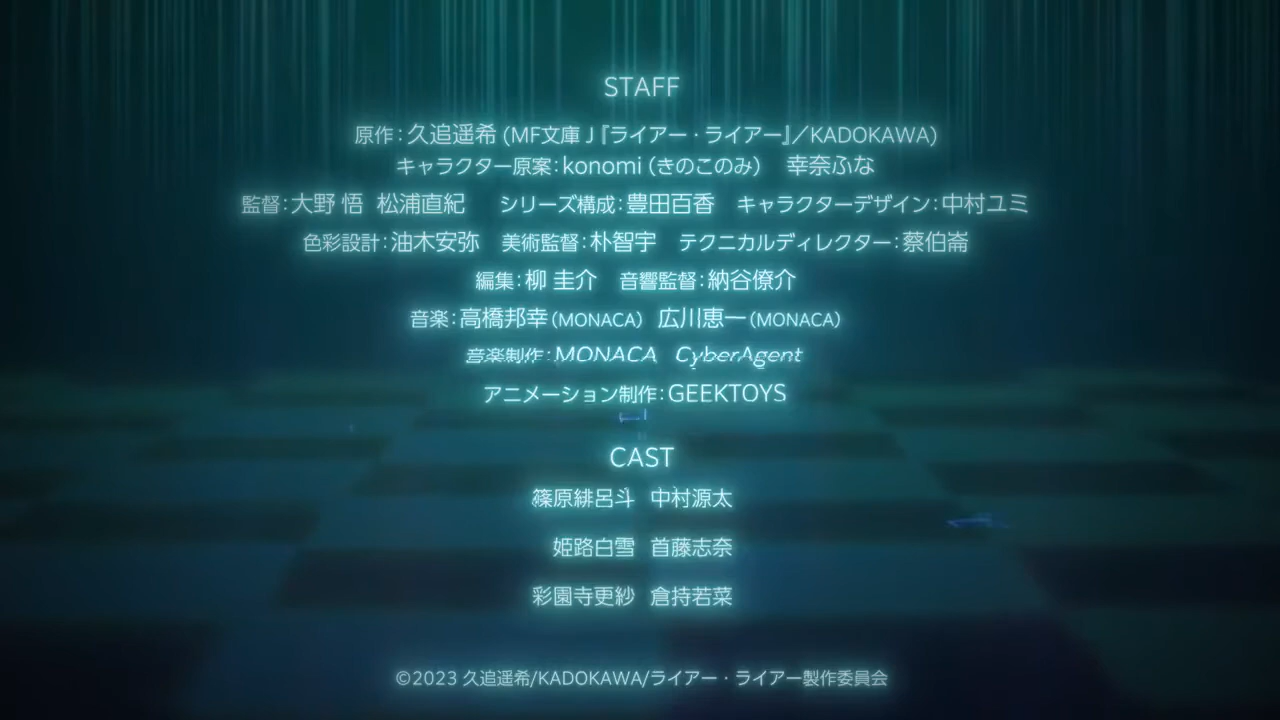 STAFF
原作：久追遥希 (MF文庫J『ライアー・ライアー』／KADOKAWA)
キャラクター原案：konomi（きのこのみ） 幸奈ふな
監督：大野 悟 松浦直紀 シリーズ構成：豊田百香 キャラクターデザイン：中村ユミ
色彩設計：油木安弥 美術監督：朴智宇 テクニカルディレクター：蔡伯崙
編集：柳 圭介 音響監督：納谷僚介
音楽：高橋邦幸（MONACA） 広川恵一（MONACA）
音楽制作：MONACA CyberAgent
アニメーション制作：GEEKTOYS
CAST
篠原緋呂斗 中村源太
姫路白雪 首藤志奈
彩園寺更紗 倉持若菜
©2023 久追遥希/KADOKAWA/ライアー・ライアー製作委員会